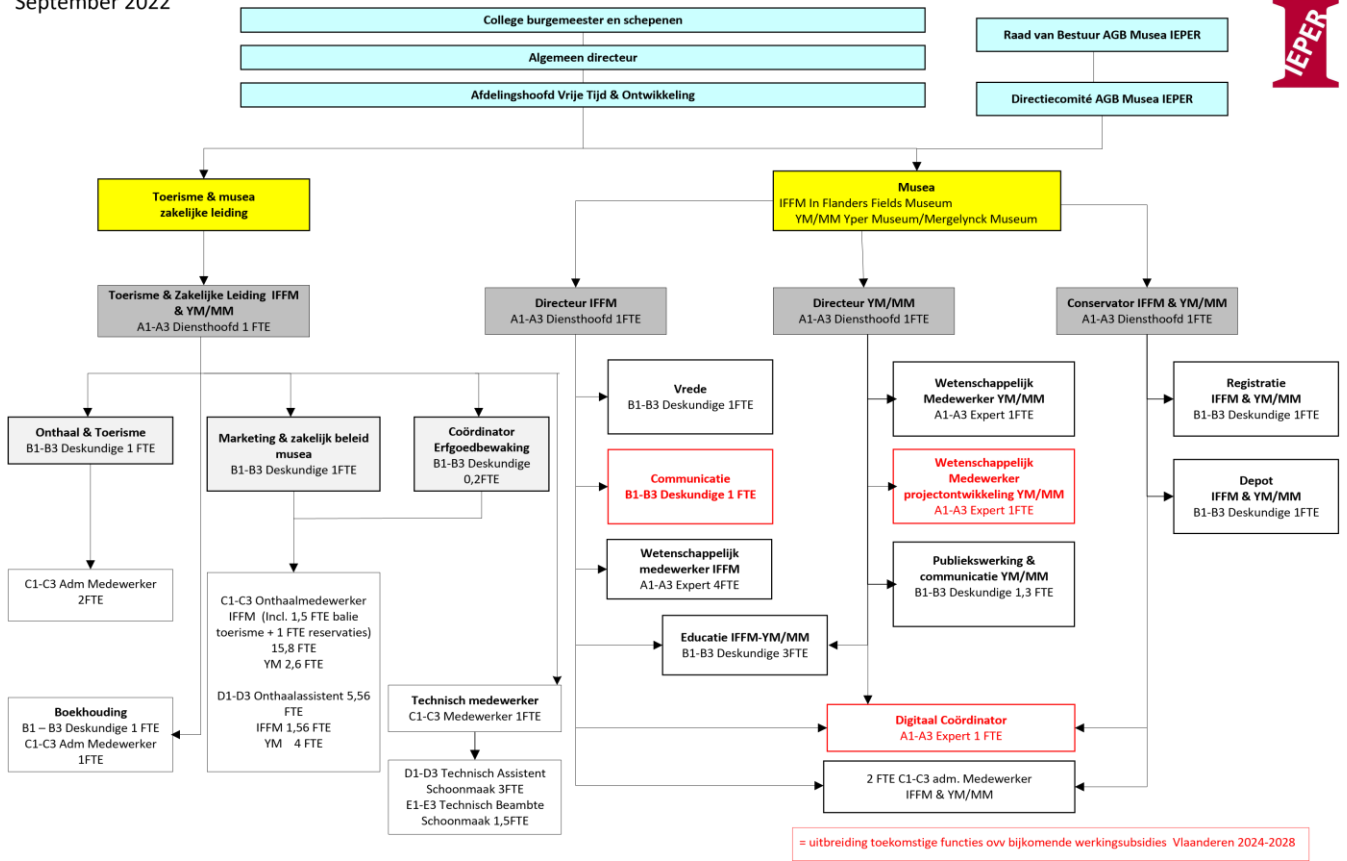 September 2022
College burgemeester en schepenen
Algemeen directeur
Afdelingshoofd Vrije Tijd & Ontwikkeling
Raad van Bestuur AGB Musea IEPER
Directiecomité AGB Musea IEPER
IEPER
Toerisme & musea
zakelijke leiding
Musea
IFFM In Flanders Fields Museum
YM/MM Yper Museum/Mergelynck Museum
Toerisme & Zakelijke Leiding IFFM
& YM/MM
A1-A3 Diensthoofd 1 FTE
Directeur IFFM
A1-A3 Diensthoofd 1FTE
Directeur YM/MM
A1-A3 Diensthoofd 1FTE
Conservator IFFM & YM/MM
A1-A3 Diensthoofd 1FTE
Onthaal & Toerisme
B1-B3 Deskundige 1 FTE
Marketing & zakelijk beleid
musea
B1-B3 Deskundige 1FTE
Coördinator
Erfgoedbewaking
B1-B3 Deskundige
0,2FTE
Vrede
B1-B3 Deskundige 1FTE
Wetenschappelijk
Medewerker YM/MM
A1-A3 Expert 1FTE
Registratie
IFFM & YM/MM
B1-B3 Deskundige 1FTE
Communicatie
B1-B3 Deskundige 1 FTE
Wetenschappelijk
Medewerker
projectontwikkeling YM/MM
A1-A3 Expert 1FTE
Depot
IFFM & YM/MM
B1-B3 Deskundige 1FTE
Wetenschappelijk
medewerker IFFM
A1-A3 Expert 4FTE
Publiekswerking &
communicatie YM/MM
B1-B3 Deskundige 1,3 FTE
C1-C3 Adm Medewerker
2FTE
C1-C3 Onthaalmedewerker
IFFM (Incl. 1,5 FTE balie
toerisme + 1 FTE reservaties)
15,8 FTE
YM 2,6 FTE
D1-D3 Onthaalassistent 5,56
FTE
IFFM 1,56 FTE
YM 4 FTE
Educatie IFFM-YM/MM
B1-B3 Deskundige 3FTE
Boekhouding
B1 – B3 Deskundige 1 FTE
C1-C3 Adm Medewerker
1FTE
Technisch medewerker
C1-C3 Medewerker 1FTE
Digitaal Coördinator
A1-A3 Expert 1 FTE
D1-D3 Technisch Assistent
Schoonmaak 3FTE
E1-E3 Technisch Beambte
Schoonmaak 1,5FTE
2 FTE C1-C3 adm. Medewerker
IFFM & YM/MM
= uitbreiding toekomstige functies ovv bijkomende werkingsubsidies Vlaanderen 2024-2028